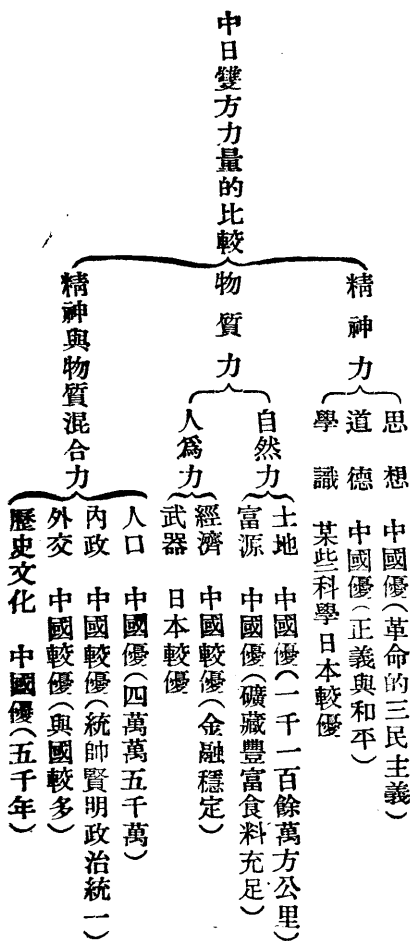 中日雙方力量的比較
精神力
思想 中國優(革命的三民主義)
道德 中國優(正義與和平)
學識 某些科學日本較優
物質力
自然力
土地 中國優(一千一百餘萬方公里)
富源 中國優(礦藏豐富食料充足)
人爲力
經濟 中國較優(金融穩定)
武器 日本較優
精神與物質混合力
人口 中國優(四萬萬五千萬)
內政 中國較優(統帥賢明政治統一)
外交 中國較優(與國較多)
歷史文化 中國優(五千年)